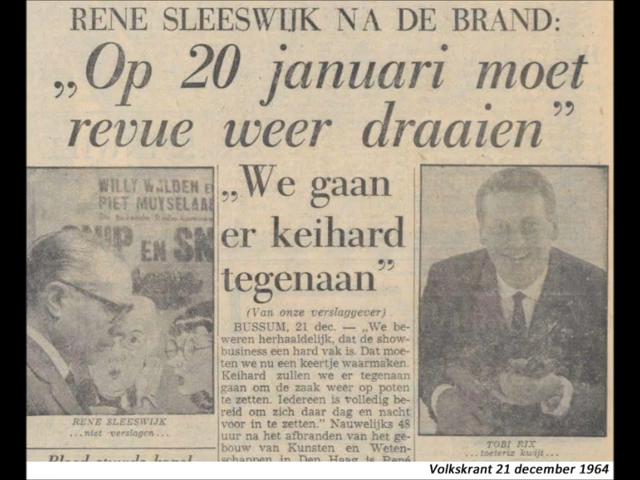 RENE SLEESWIJK NA DE BRAND:
„Op 20 januari moet
revue weer draaien”
WILLY WALDEN E
PIET MUYSELAA
EN SN
„We gaan
er keihard
tegenaan”
(Van onze verslaggever)
BUSSUM, 21 dec. — „We be-
weren herhaaldelijk, dat de show-
business een hard vak is. Dat moe-
ten we nu een keertje waarmaken.
Keihard zullen we er tegenaan
gaan om de zaak weer op poten
te zetten. Iedereen is volledig be-
reid om zich daar dag en nacht
voor in te zetten." Nauwelijks 48
uur na het afbranden van het ge-
bouw van Kunsten en Weten-
schappen in Den Haag is René
RENE SLEESWIJK
...niet verslagen...
TOBI RIX
...toeterix kwijt...
Volkskrant 21 december 1964